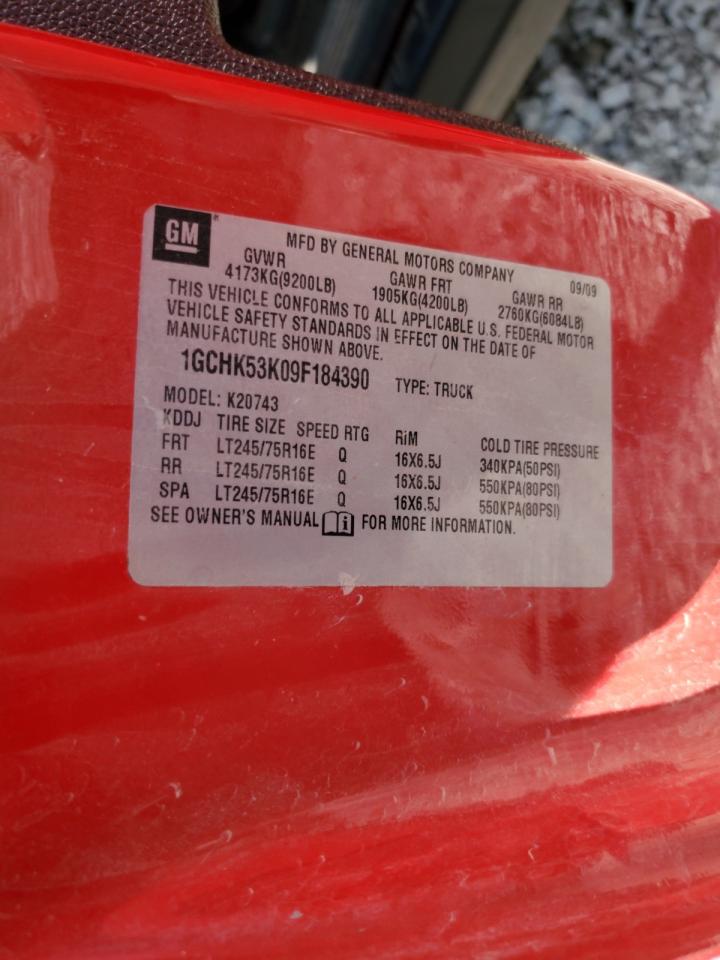 GM ®
MFD BY GENERAL MOTORS COMPANY 09/09
GVWR GAWR FRT GAWR RR
4173KG(9200LB) 1905KG(4200LB) 2760KG(6084LB)
THIS VEHICLE CONFORMS TO ALL APPLICABLE U.S. FEDERAL MOTOR
VEHICLE SAFETY STANDARDS IN EFFECT ON THE DATE OF
MANUFACTURE SHOWN ABOVE.
1GCHK53K09F184390 TYPE: TRUCK
MODEL: K20743
KDDJ TIRE SIZE SPEED RTG RiM COLD TIRE PRESSURE
FRT LT245/75R16E Q 16X6.5J 340KPA(50PSI)
RR LT245/75R16E Q 16X6.5J 550KPA(80PSI)
SPA LT245/75R16E Q 16X6.5J 550KPA(80PSI)
SEE OWNER'S MANUAL i FOR MORE INFORMATION.